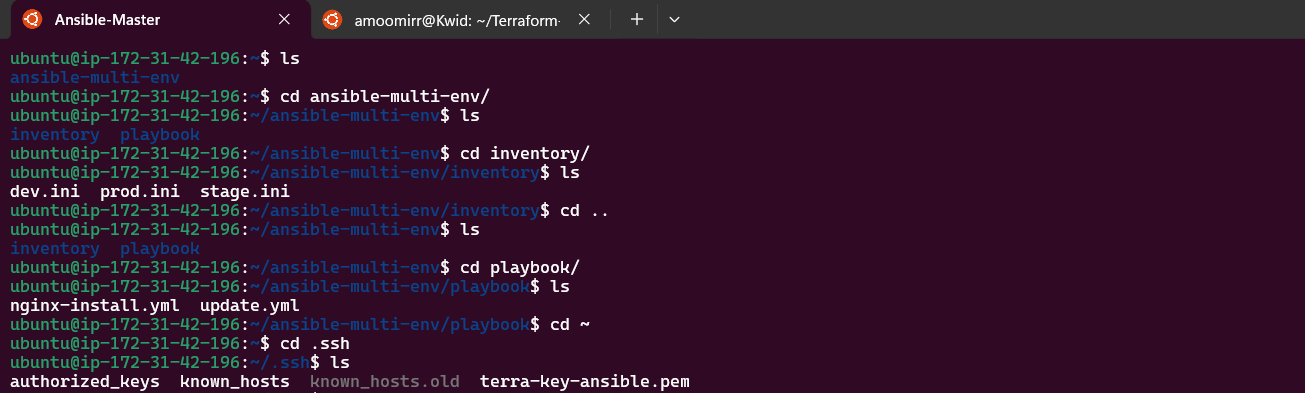 Ansible-Master
amoomirr@Kwid: ~/Terraform-
ubuntu@ip-172-31-42-196:~$ ls
ansible-multi-env
ubuntu@ip-172-31-42-196:~$ cd ansible-multi-env/
ubuntu@ip-172-31-42-196:~/ansible-multi-env$ ls
inventory  playbook
ubuntu@ip-172-31-42-196:~/ansible-multi-env$ cd inventory/
ubuntu@ip-172-31-42-196:~/ansible-multi-env/inventory$ ls
dev.ini  prod.ini  stage.ini
ubuntu@ip-172-31-42-196:~/ansible-multi-env/inventory$ cd ..
ubuntu@ip-172-31-42-196:~/ansible-multi-env$ ls
inventory  playbook
ubuntu@ip-172-31-42-196:~/ansible-multi-env$ cd playbook/
ubuntu@ip-172-31-42-196:~/ansible-multi-env/playbook$ ls
nginx-install.yml  update.yml
ubuntu@ip-172-31-42-196:~/ansible-multi-env/playbook$ cd ~
ubuntu@ip-172-31-42-196:~$ cd .ssh
ubuntu@ip-172-31-42-196:~/.ssh$ ls
authorized_keys  known_hosts  known_hosts.old  terra-key-ansible.pem